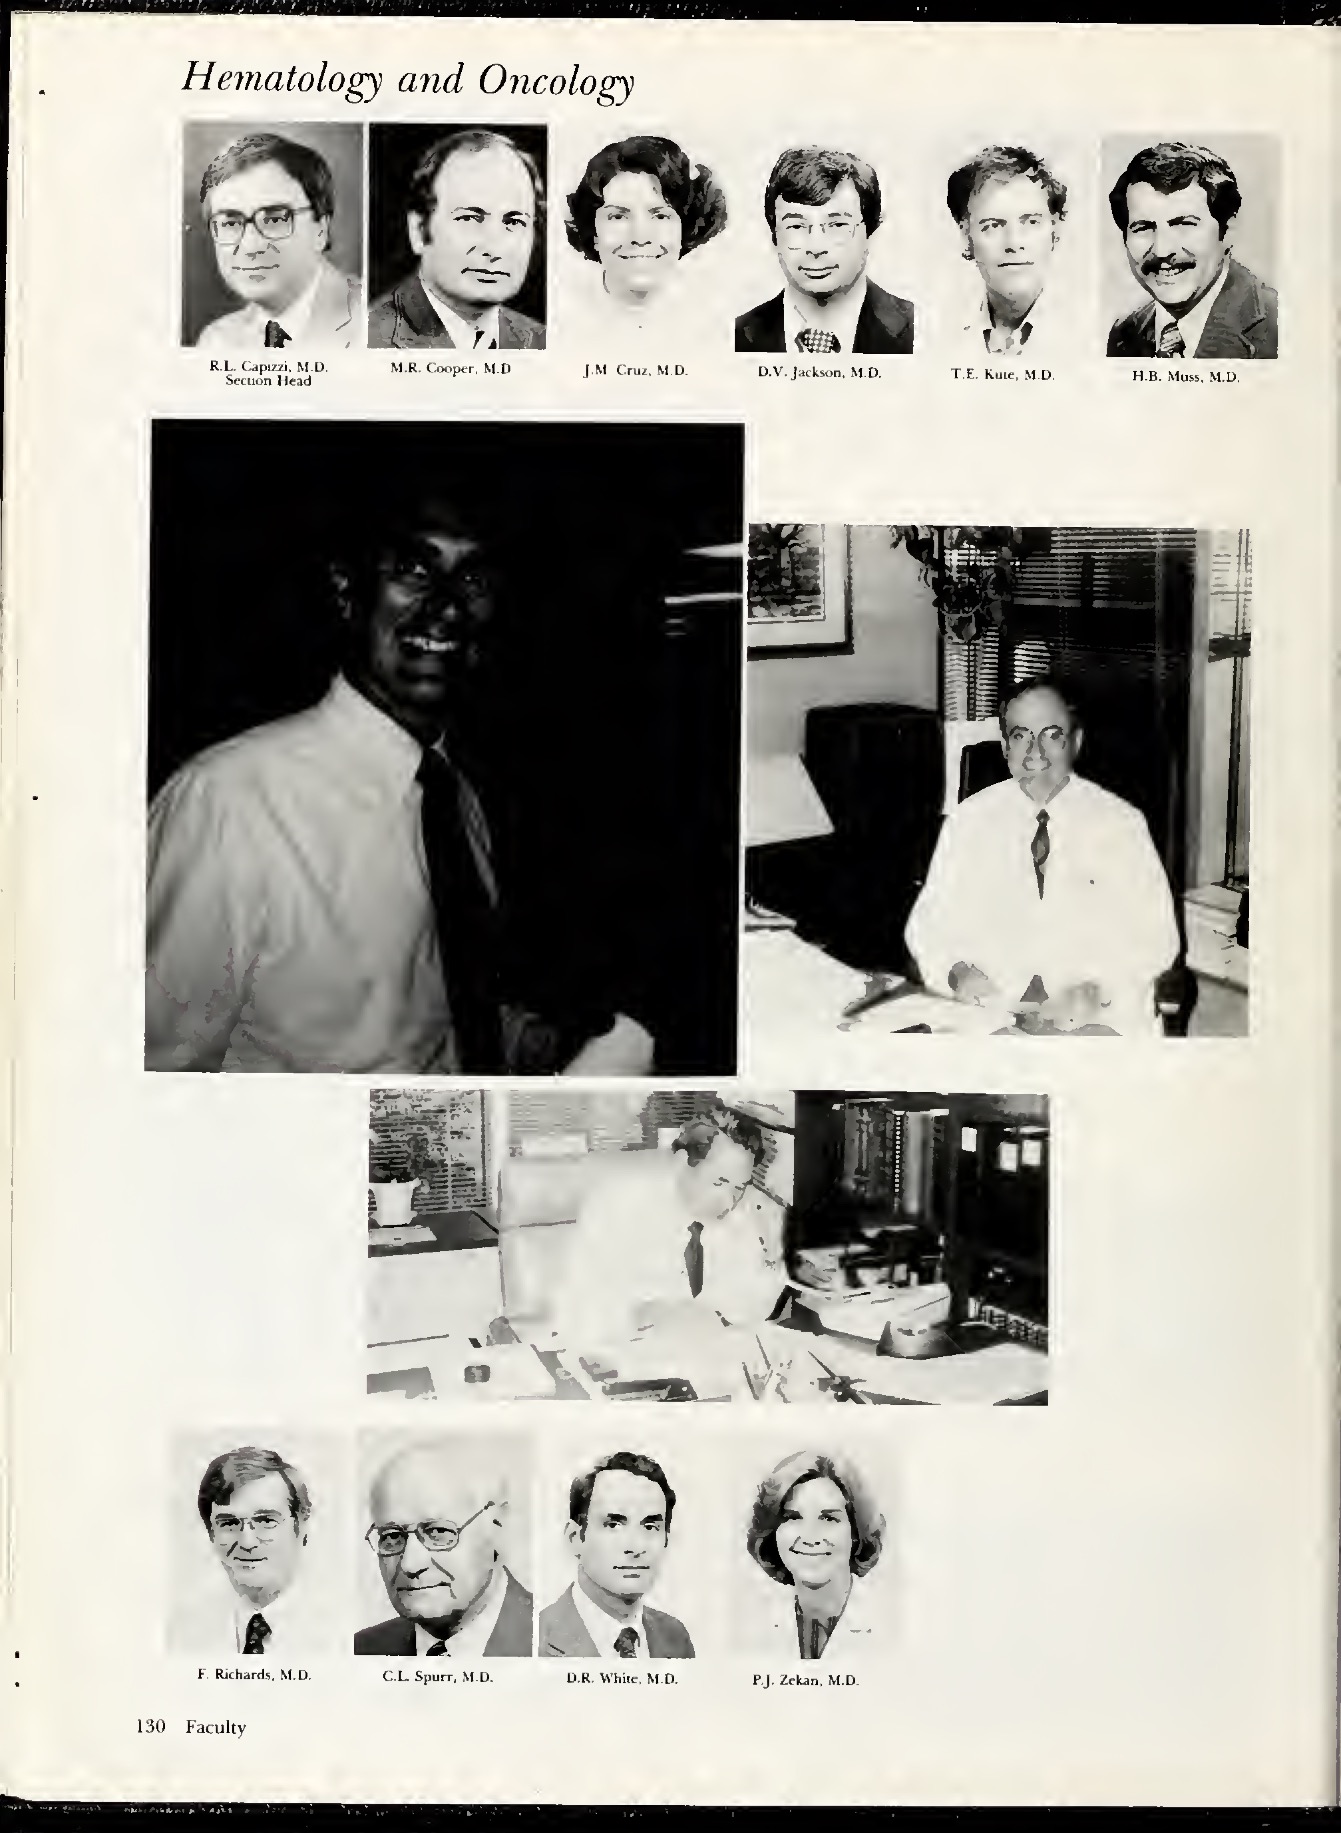 Hematology and Oncology
R.L. Capizzi, M.D.
Section Head
M.R. Cooper, M.D
J.M Cruz, M.D.
D.V. Jackson, M.D.
T.E. Kute, M.D.
H.B. Muss, M.D.
F. Richards, M.D.
C.L. Spurr, M.D.
D.R. White, M.D.
P.J. Zekan, M.D.
130 Faculty